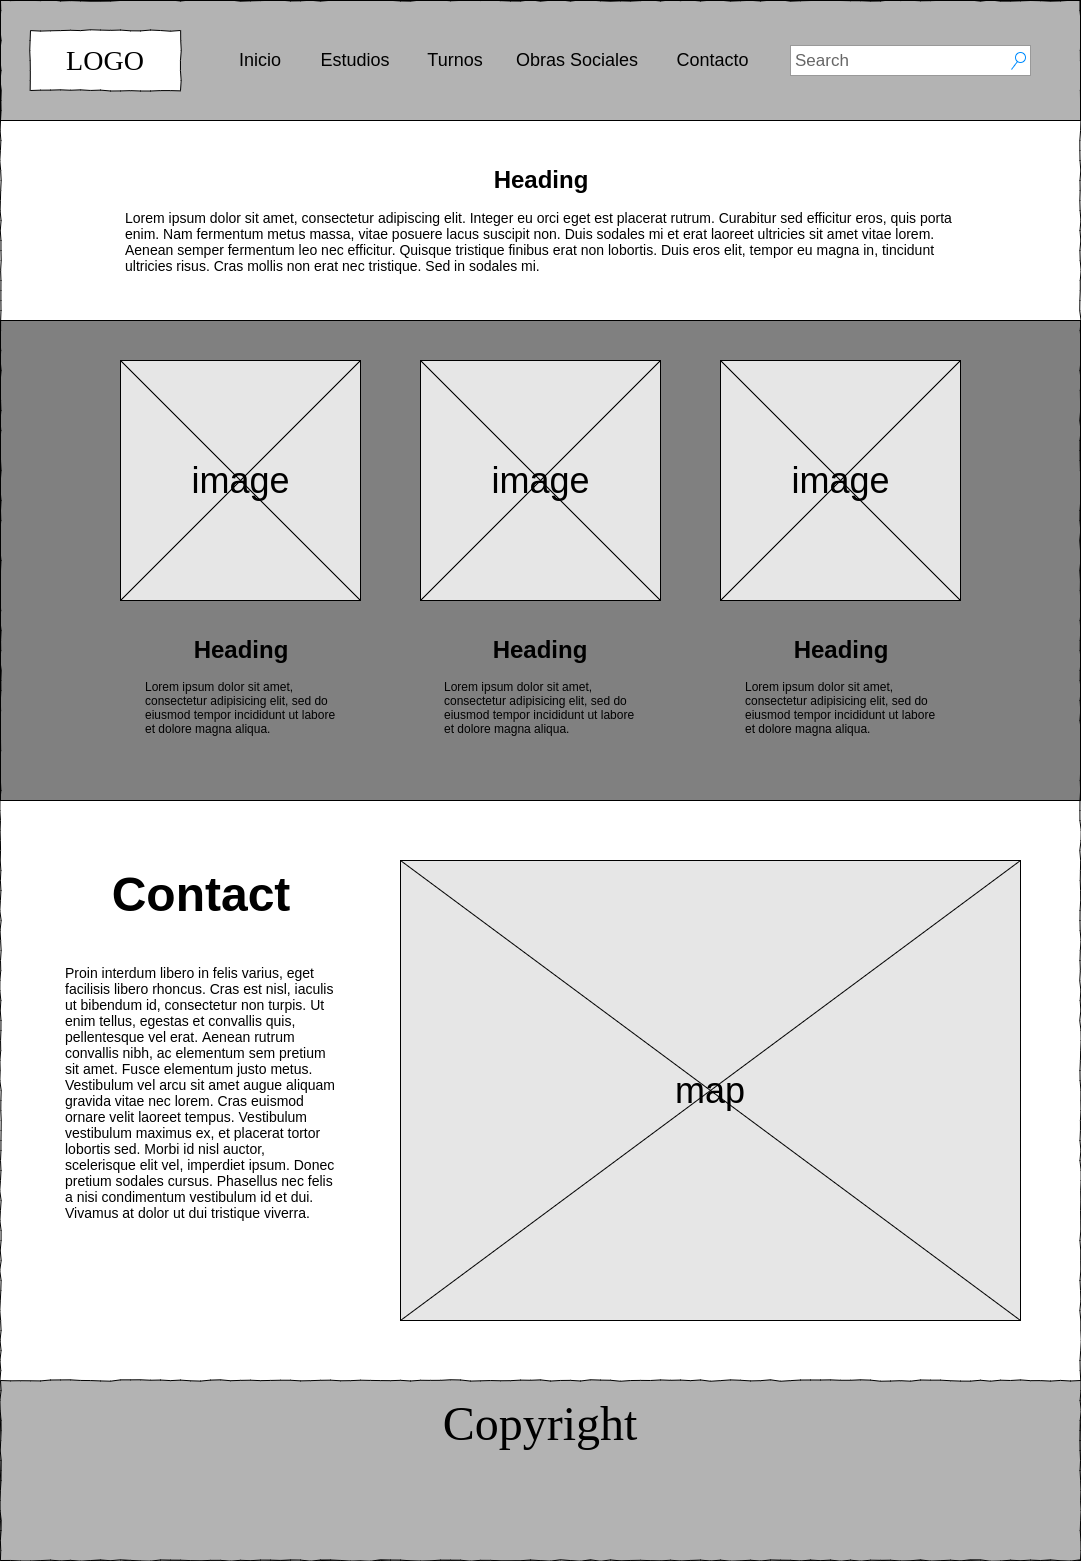 LOGO
Inicio
Estudios
Turnos
Obras Sociales
Contacto
Search
Heading
Lorem ipsum dolor sit amet, consectetur adipiscing elit. Integer eu orci eget est placerat rutrum. Curabitur sed efficitur eros, quis porta
enim. Nam fermentum metus massa, vitae posuere lacus suscipit non. Duis sodales mi et erat laoreet ultricies sit amet vitae lorem.
Aenean semper fermentum leo nec efficitur. Quisque tristique finibus erat non lobortis. Duis eros elit, tempor eu magna in, tincidunt
ultricies risus. Cras mollis non erat nec tristique. Sed in sodales mi.
image
image
image
Heading
Lorem ipsum dolor sit amet,
consectetur adipisicing elit, sed do
eiusmod tempor incididunt ut labore
et dolore magna aliqua.
Heading
Lorem ipsum dolor sit amet,
consectetur adipisicing elit, sed do
eiusmod tempor incididunt ut labore
et dolore magna aliqua.
Heading
Lorem ipsum dolor sit amet,
consectetur adipisicing elit, sed do
eiusmod tempor incididunt ut labore
et dolore magna aliqua.
Contact
Proin interdum libero in felis varius, eget
facilisis libero rhoncus. Cras est nisl, iaculis
ut bibendum id, consectetur non turpis. Ut
enim tellus, egestas et convallis quis,
pellentesque vel erat. Aenean rutrum
convallis nibh, ac elementum sem pretium
sit amet. Fusce elementum justo metus.
Vestibulum vel arcu sit amet augue aliquam
gravida vitae nec lorem. Cras euismod
ornare velit laoreet tempus. Vestibulum
vestibulum maximus ex, et placerat tortor
lobortis sed. Morbi id nisl auctor,
scelerisque elit vel, imperdiet ipsum. Donec
pretium sodales cursus. Phasellus nec felis
a nisi condimentum vestibulum id et dui.
Vivamus at dolor ut dui tristique viverra.
map
Copyright